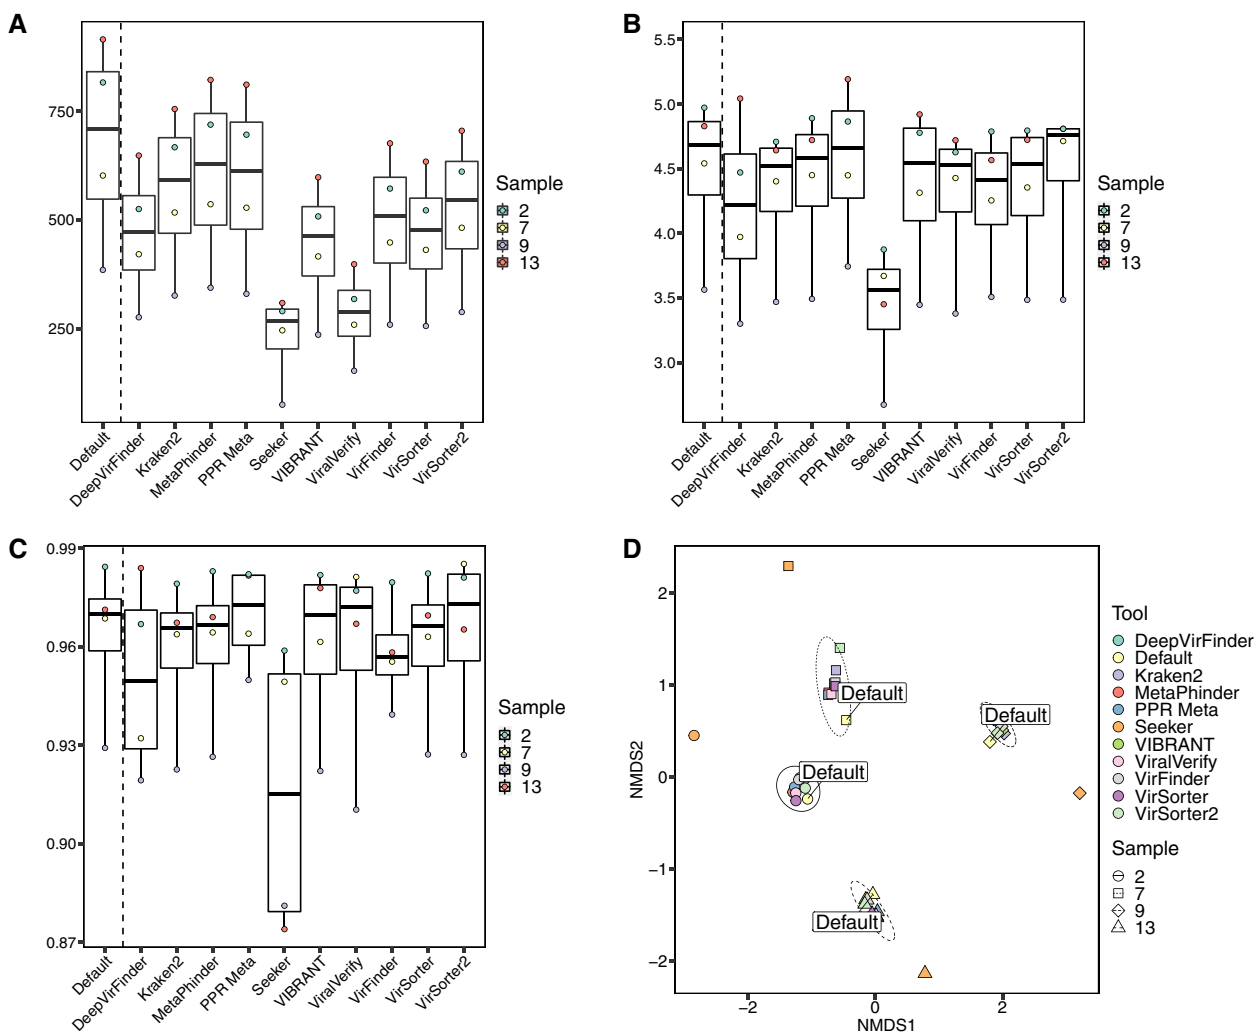 A
750
500
250
Default
DeepVirFinder
Kraken2
MetaPhinder
PPR Meta
Seeker
VIBRANT
ViralVerify
VirFinder
VirSorter
VirSorter2
Sample
2
7
9
13
B
5.5
5.0
4.5
4.0
3.5
3.0
Default
DeepVirFinder
Kraken2
MetaPhinder
PPR Meta
Seeker
VIBRANT
ViralVerify
VirFinder
VirSorter
VirSorter2
Sample
2
7
9
13
C
0.99
0.96
0.93
0.90
0.87
Default
DeepVirFinder
Kraken2
MetaPhinder
PPR Meta
Seeker
VIBRANT
ViralVerify
VirFinder
VirSorter
VirSorter2
Sample
2
7
9
13
D
NMDS2
2
1
0
−1
−2
Default
Default
Default
Default
−2
0
2
NMDS1
Tool
DeepVirFinder
Default
Kraken2
MetaPhinder
PPR Meta
Seeker
VIBRANT
ViralVerify
VirFinder
VirSorter
VirSorter2
Sample
2
7
9
13